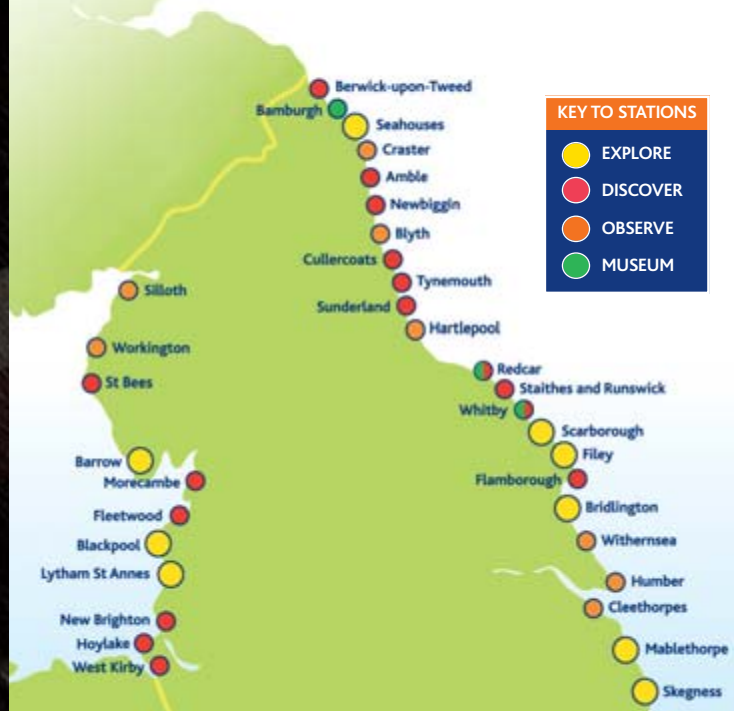 Berwick-upon-Tweed
Bamburgh
Seahouses
Craster
Amble
Newbiggin
Blyth
Cullercoats
Tynemouth
Sunderland
Hartlepool
Redcar
Staithes and Runswick
Whitby
Scarborough
Filey
Flamborough
Bridlington
Withernsea
Humber
Cleethorpes
Mablethorpe
Skegness
Silloth
Workington
St Bees
Barrow
Morecambe
Fleetwood
Blackpool
Lytham St Annes
New Brighton
Hoylake
West Kirby
KEY TO STATIONS
EXPLORE
DISCOVER
OBSERVE
MUSEUM